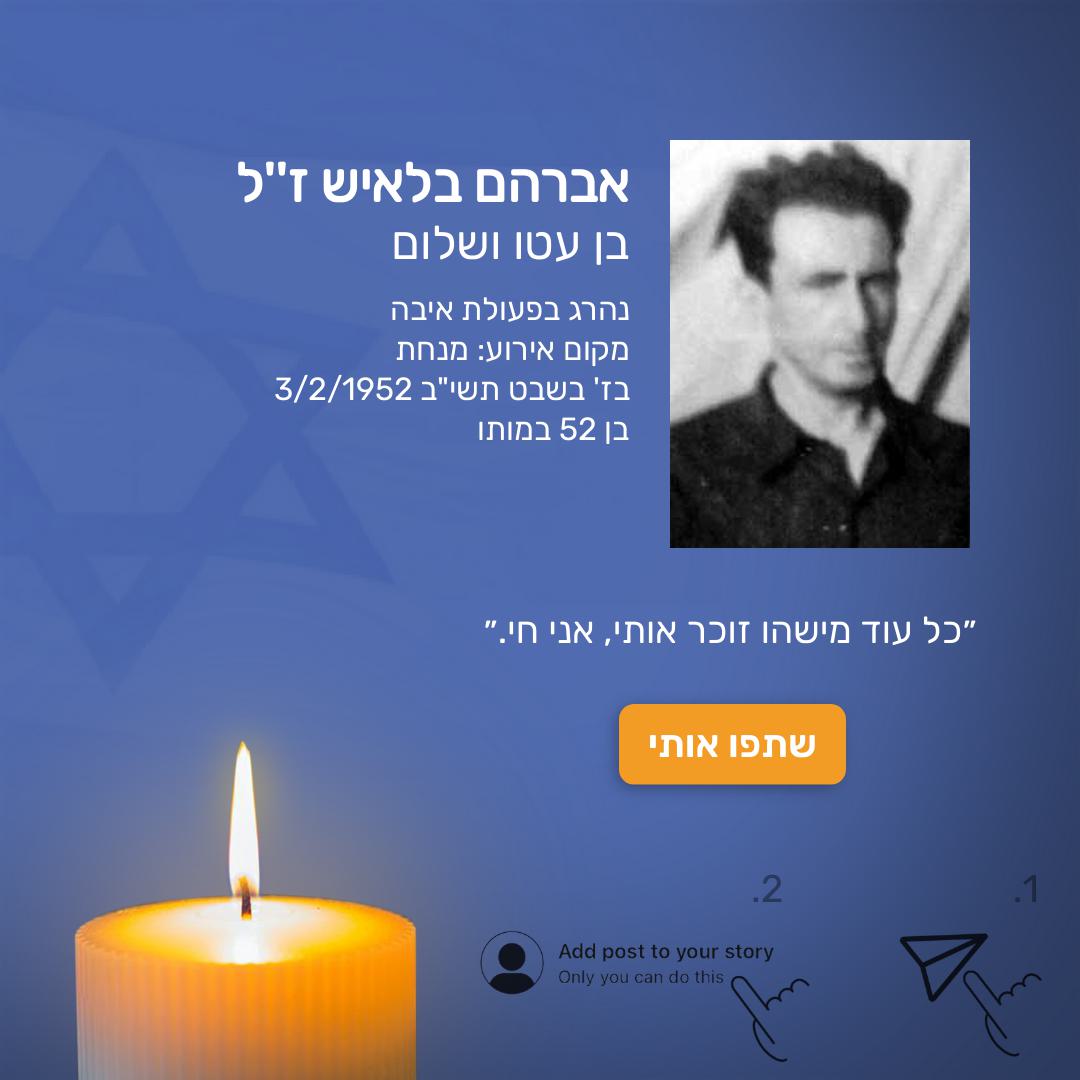 אברהם בלאיש ז"ל
בן עטו ושלום
נהרג בפעולת איבה
מקום אירוע: מנחת
בז' בשבט תשי"ב 3/2/1952
בן 52 במותו
״כל עוד מישהו זוכר אותי, אני חי.״
שתפו אותי
1.
2.
Add post to your story
Only you can do this